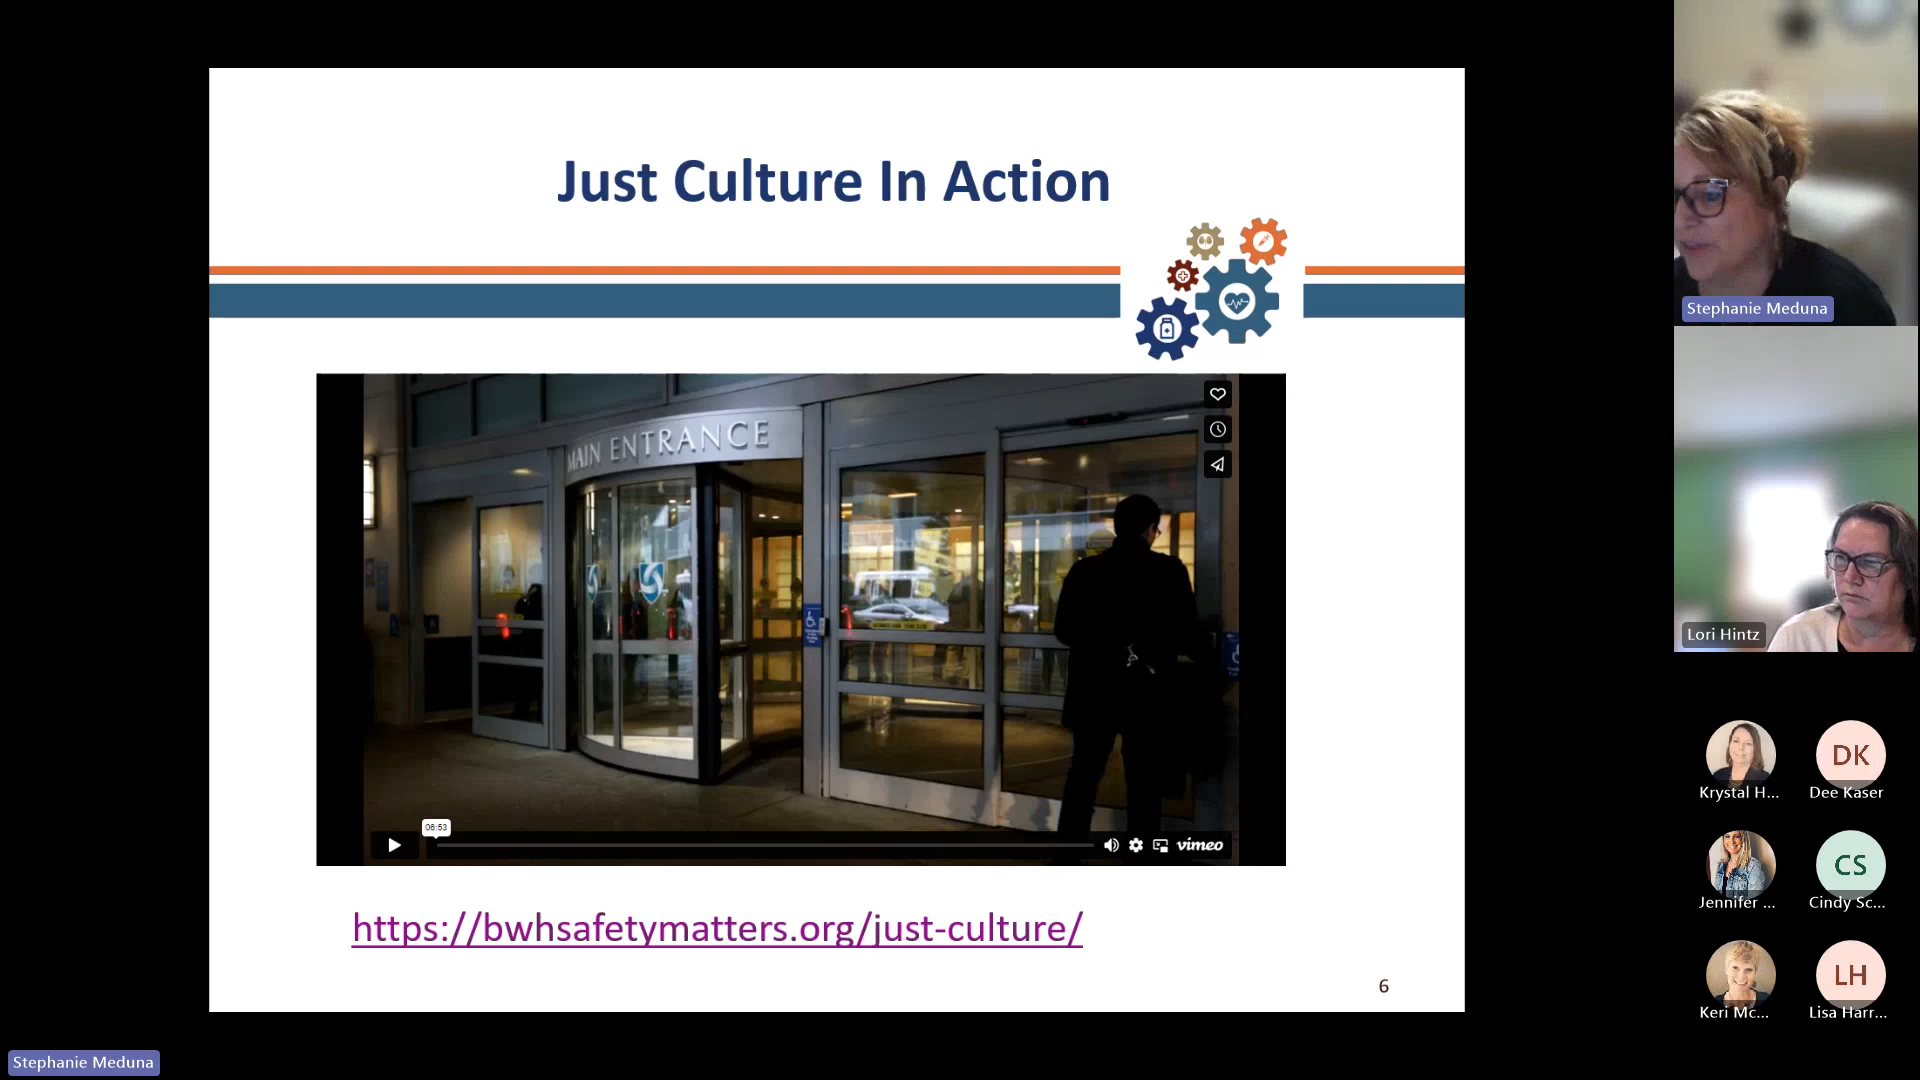 Just Culture In Action
MAIN ENTRANCE
06:53
vimeo
https://bwhsafetymatters.org/just-culture/
6
Stephanie Meduna
Stephanie Meduna
Lori Hintz
DK
Krystal H...
Dee Kaser
CS
Jennifer ...
Cindy Sc...
LH
Keri Mc...
Lisa Harr...